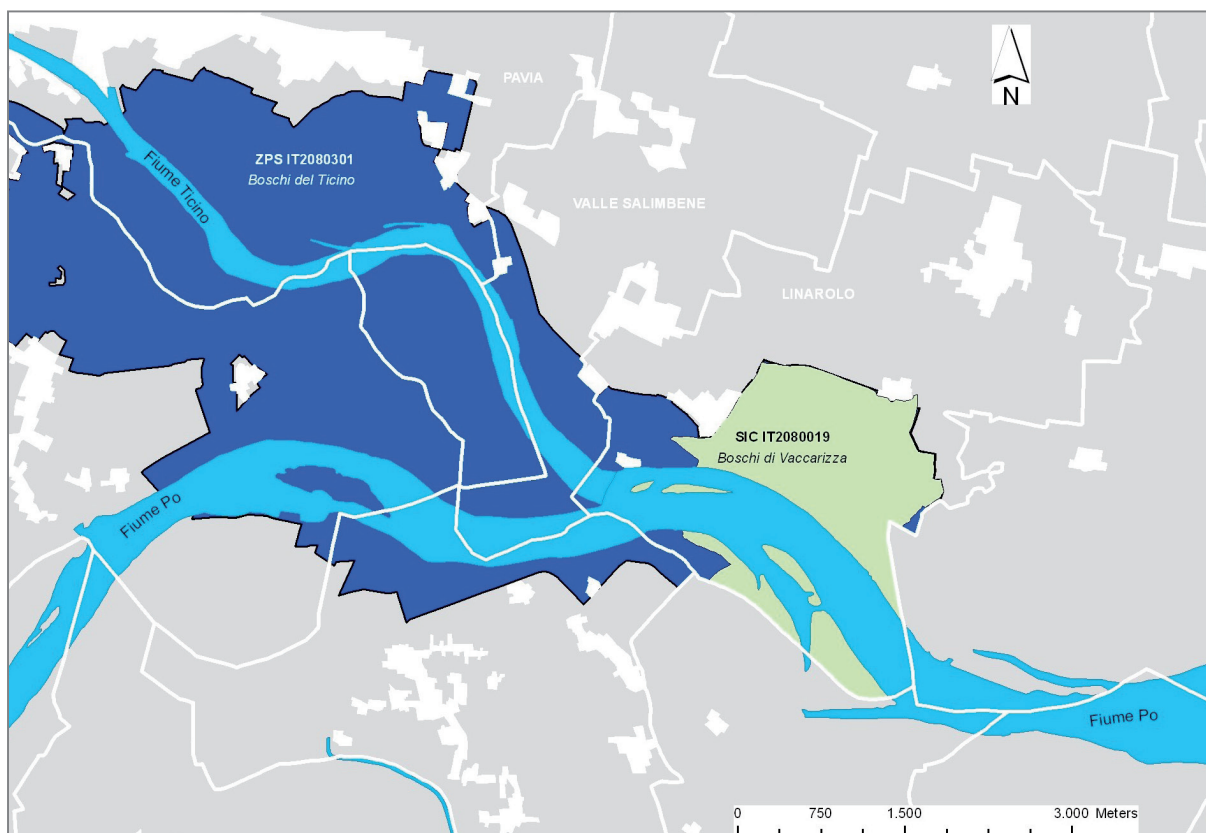 PAVIA
N
ZPS IT2080301
Boschi del Ticino
Fiume Ticino
VALLE SALIMBENE
LINAROLO
SIC IT2080019
Boschi di Vaccarizza
Fiume Po
Fiume Po
0 750 1.500 3.000 Meters